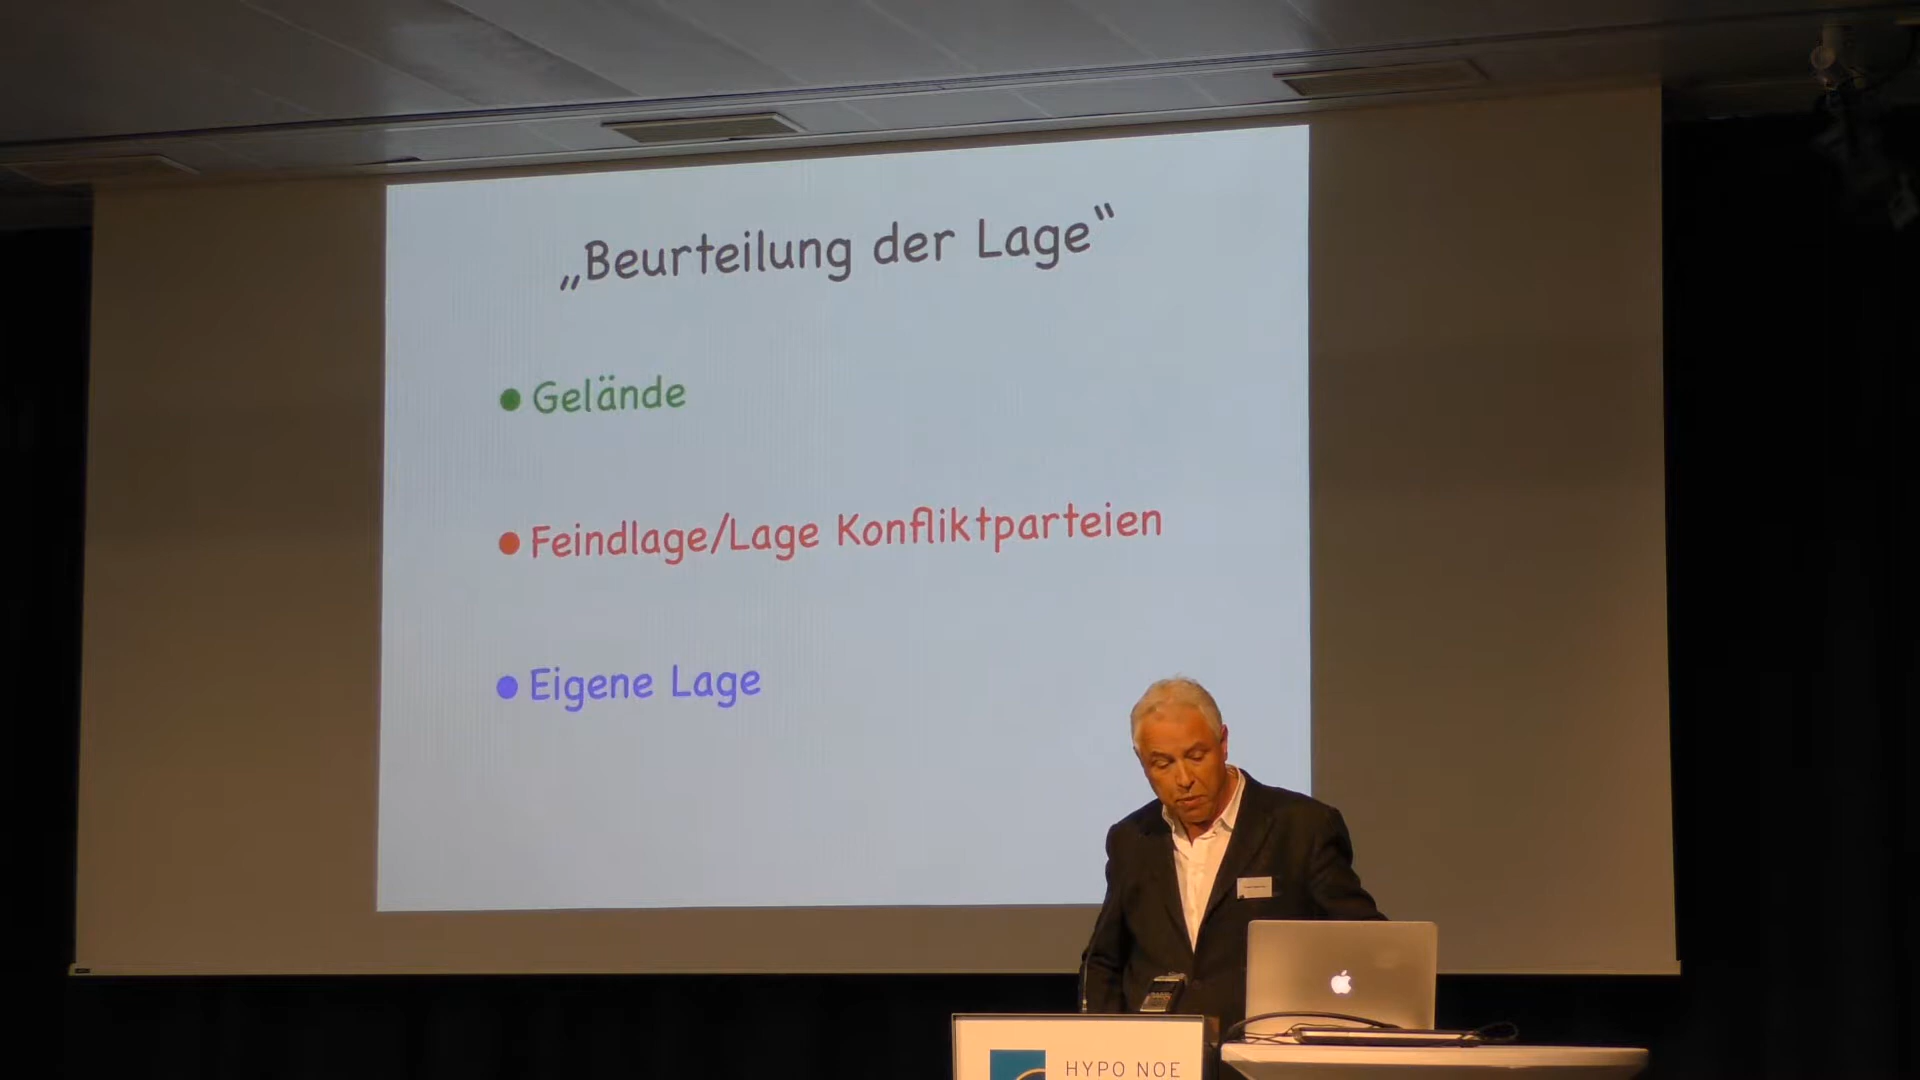 „Beurteilung der Lage“
• Gelände
• Feindlage/Lage Konfliktparteien
• Eigene Lage
HYPO NOE